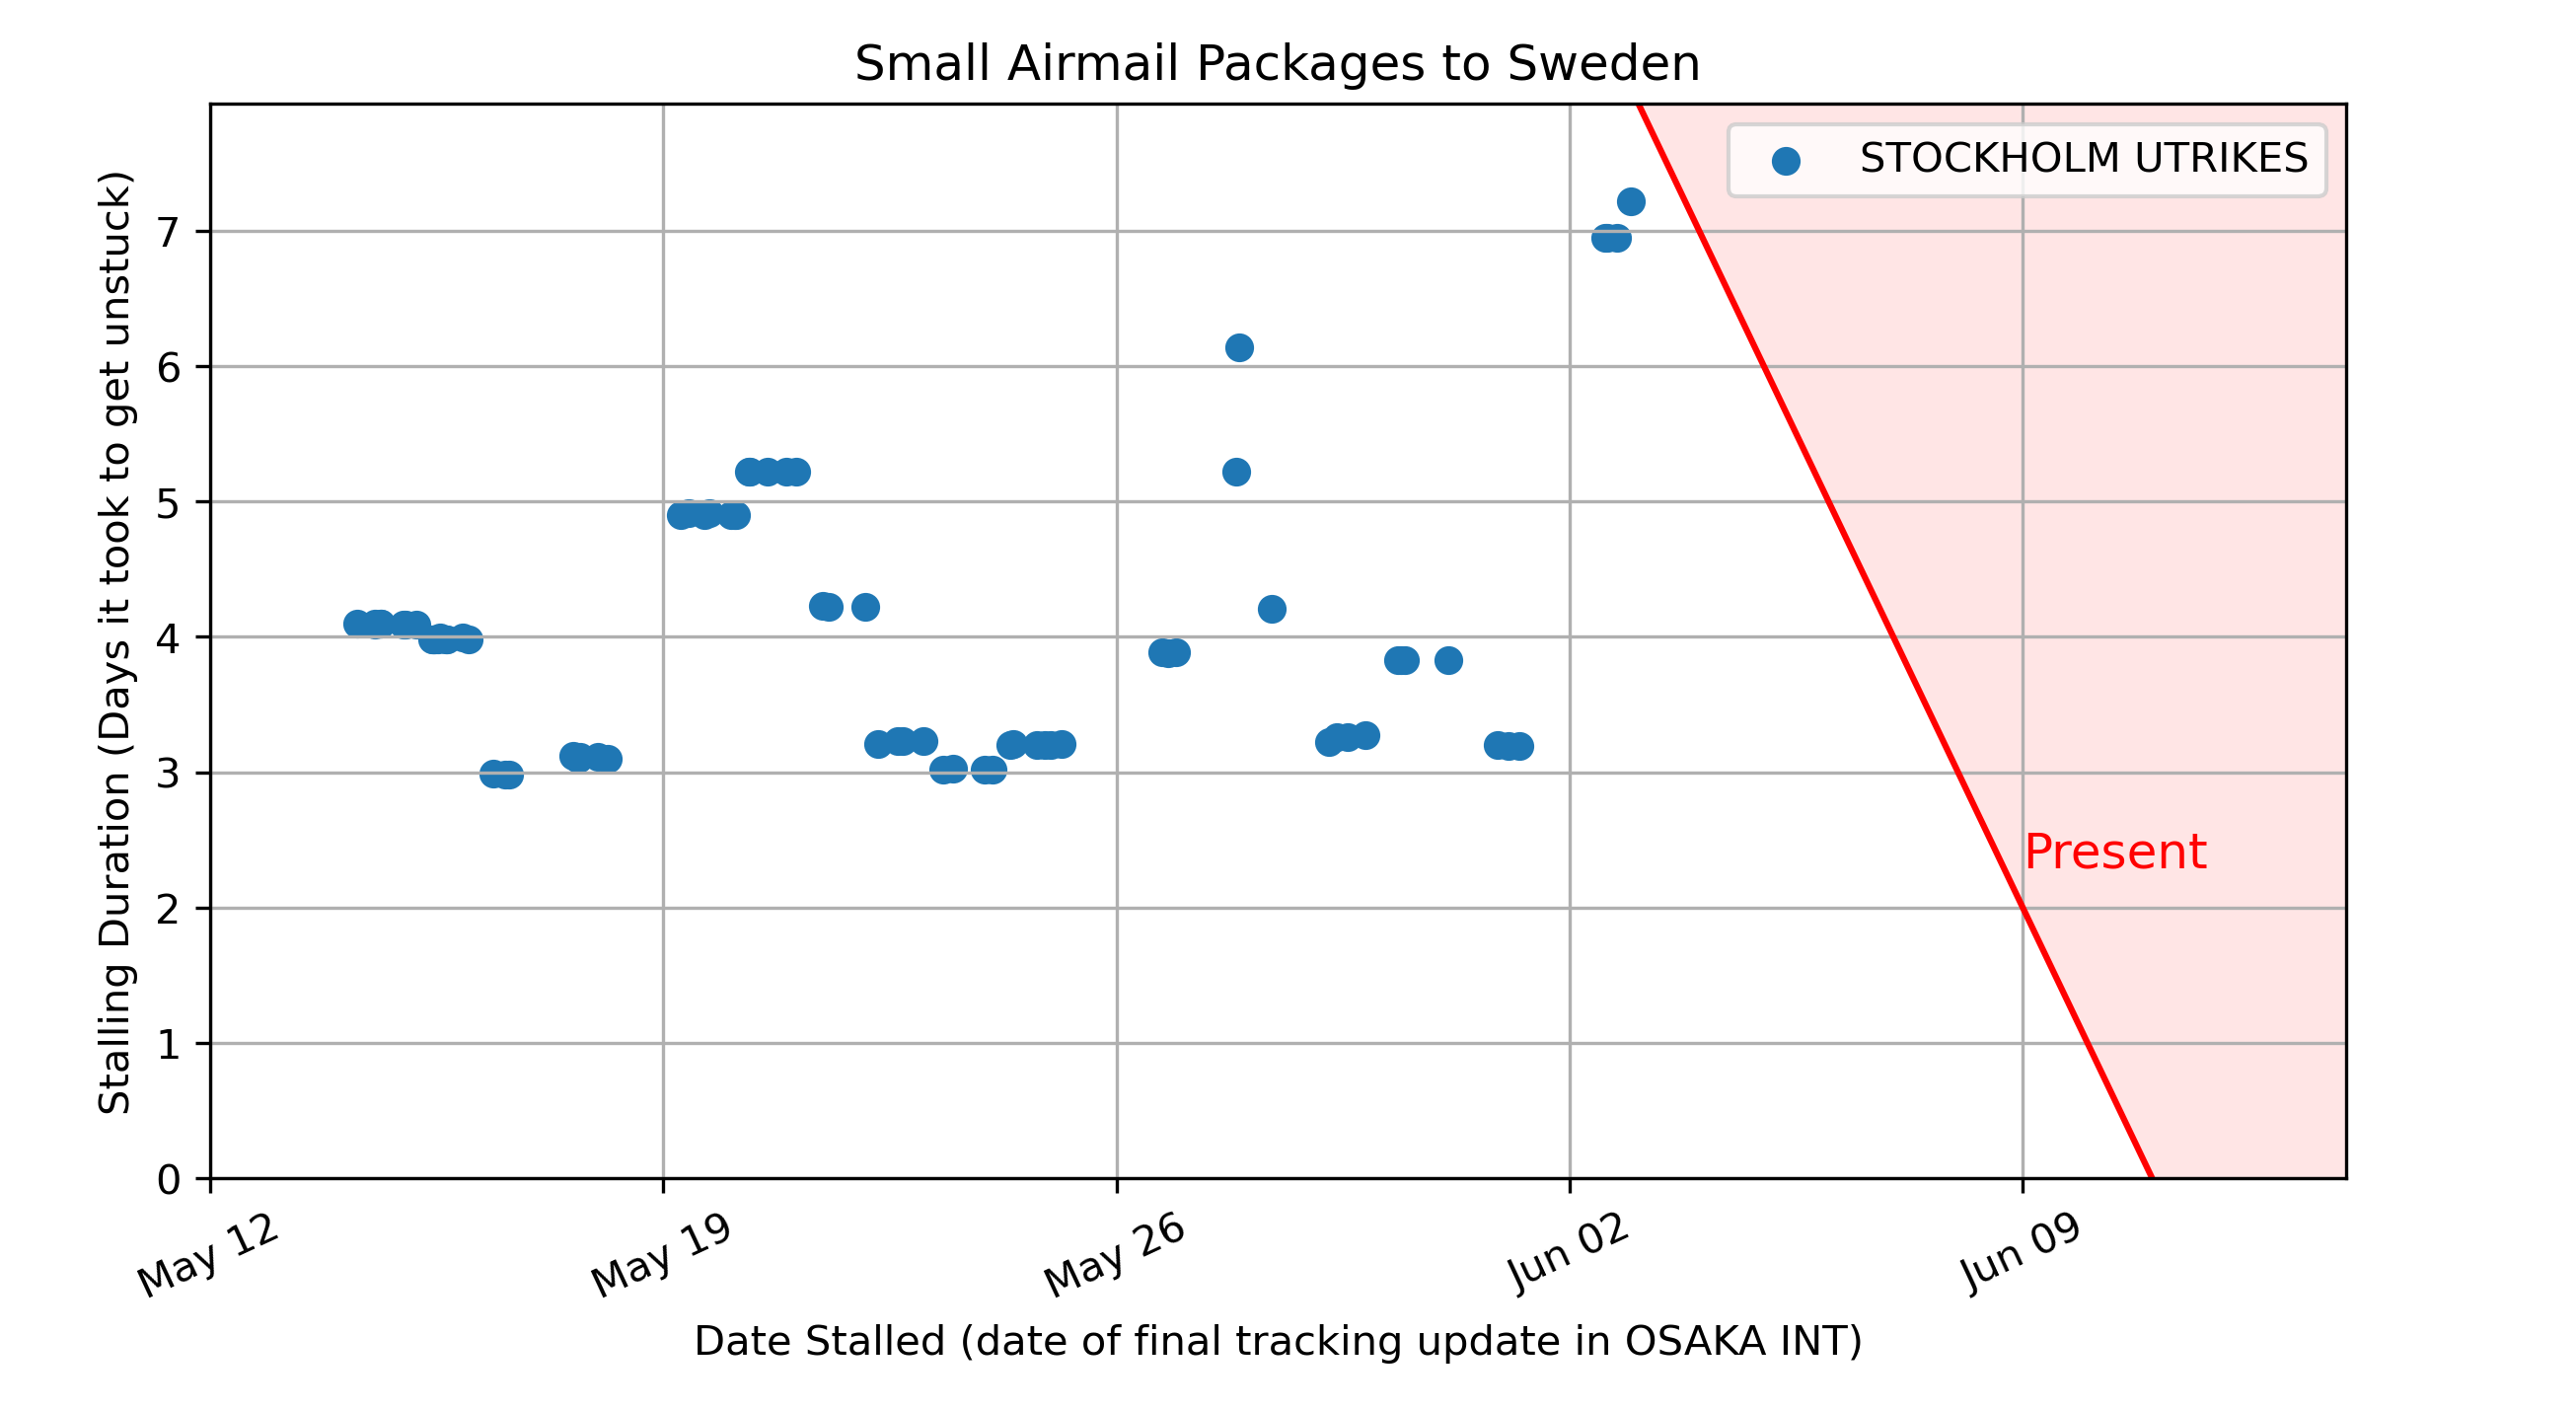 Small Airmail Packages to Sweden
STOCKHOLM UTRIKES
Stalling Duration (Days it took to get unstuck)
7
6
5
4
3
2
1
0
Present
May 12
May 19
May 26
Jun 02
Jun 09
Date Stalled (date of final tracking update in OSAKA INT)